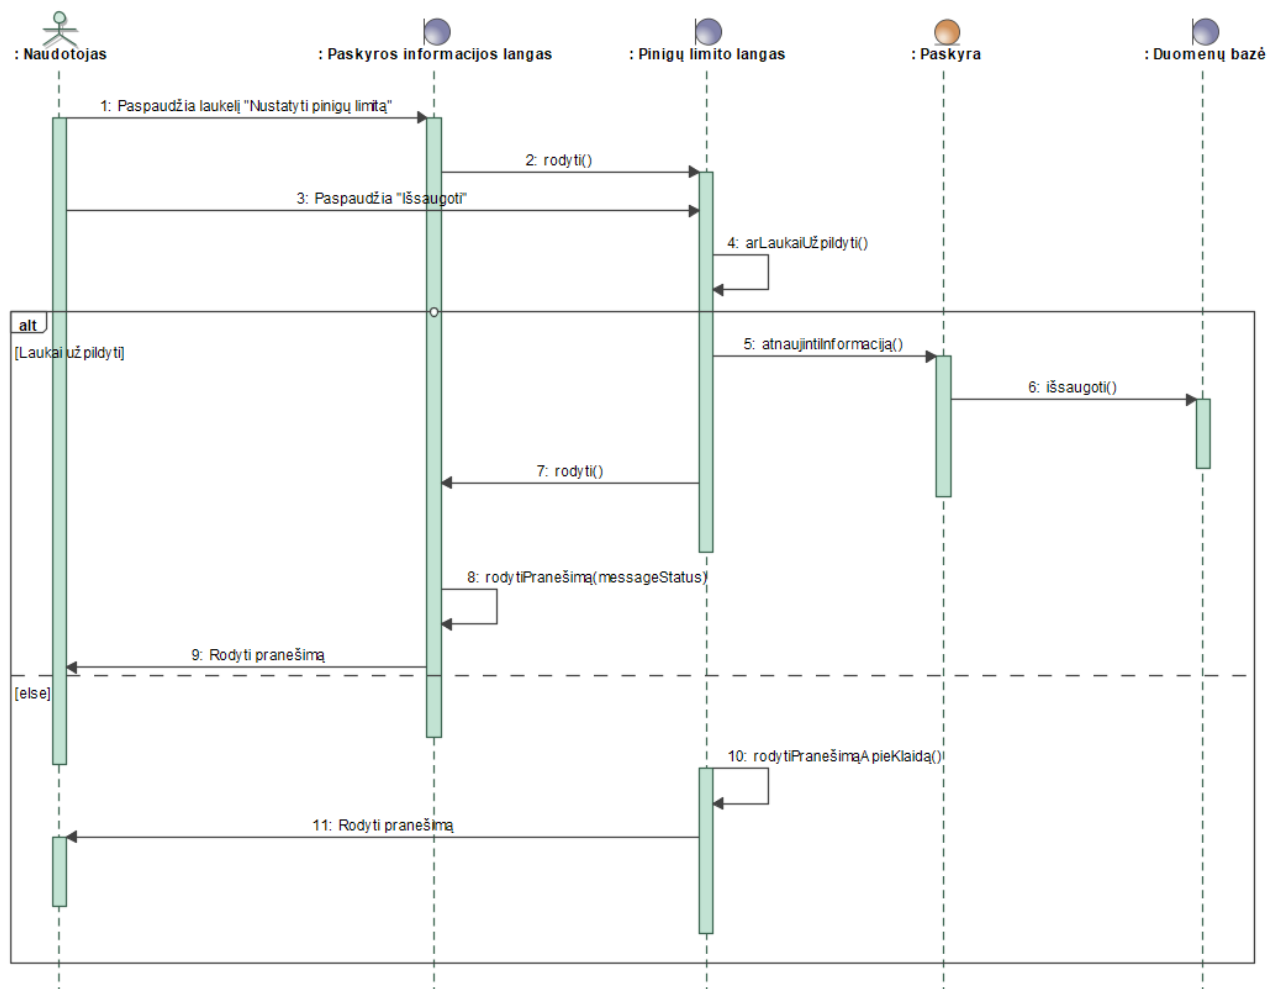 : Naudotojas
: Paskyros informacijos langas
: Pinigų limito langas
: Paskyra
: Duomenų bazė
1: Paspaudžia laukelį "Nustatyti pinigų limitą"
2: rodyti()
3: Paspaudžia "Išsaugoti"
4: arLaukaiUžpildyti()
alt
[Laukai užpildyti]
5: atnaujintiInformaciją()
6: išsaugoti()
7: rodyti()
8: rodytiPranešimą(messageStatus)
9: Rodyti pranešimą
[else]
10: rodytiPranešimąApieKlaidą()
11: Rodyti pranešimą